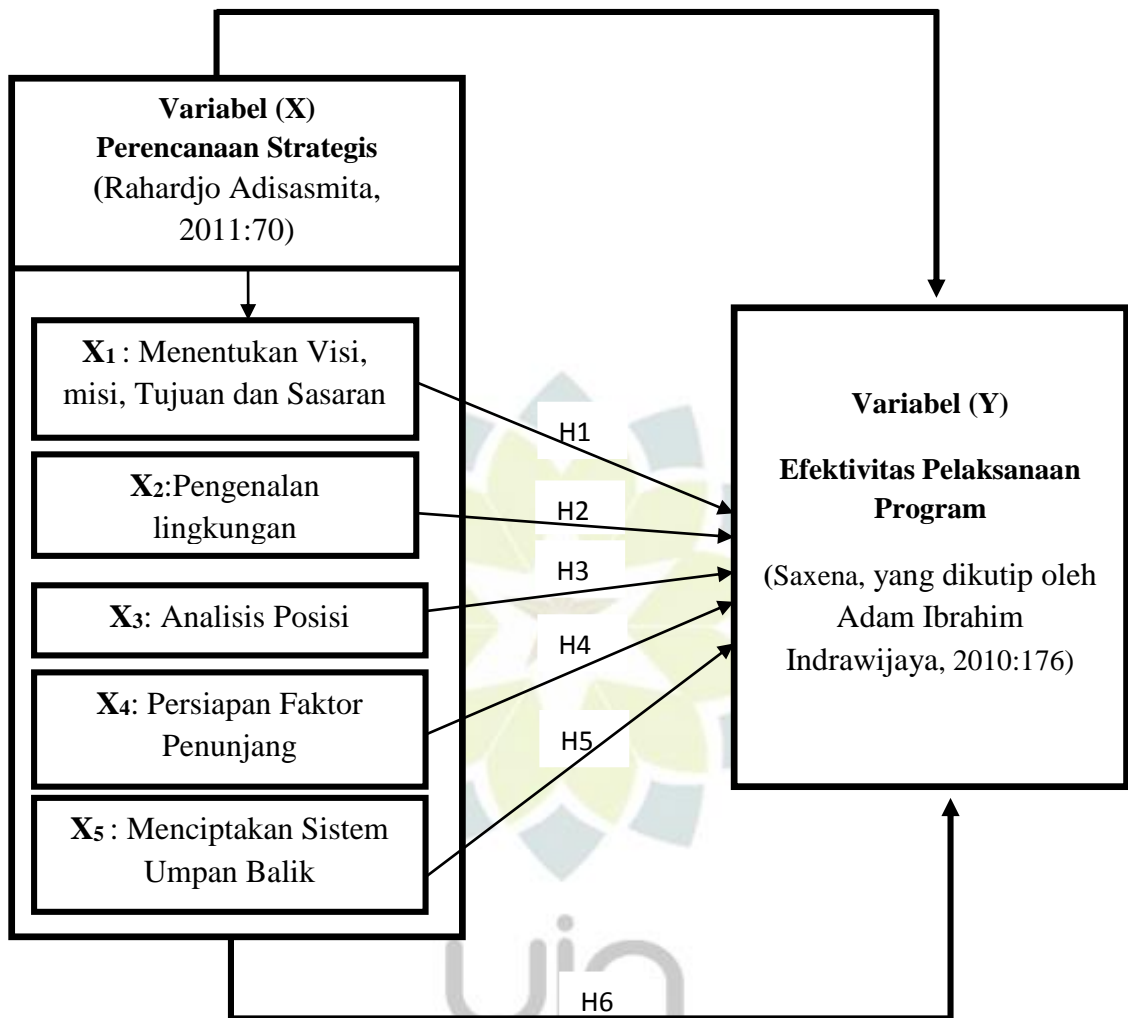 Variabel (X)
Perencanaan Strategis
(Rahardjo Adisasmita,
2011:70)
X1 : Menentukan Visi,
misi, Tujuan dan Sasaran
X2:Pengenalan
lingkungan
X3: Analisis Posisi
X4: Persiapan Faktor
Penunjang
X5 : Menciptakan Sistem
Umpan Balik
H1
H2
H3
H4
H5
H6
Variabel (Y)
Efektivitas Pelaksanaan
Program
(Saxena, yang dikutip oleh
Adam Ibrahim
Indrawijaya, 2010:176)
uin